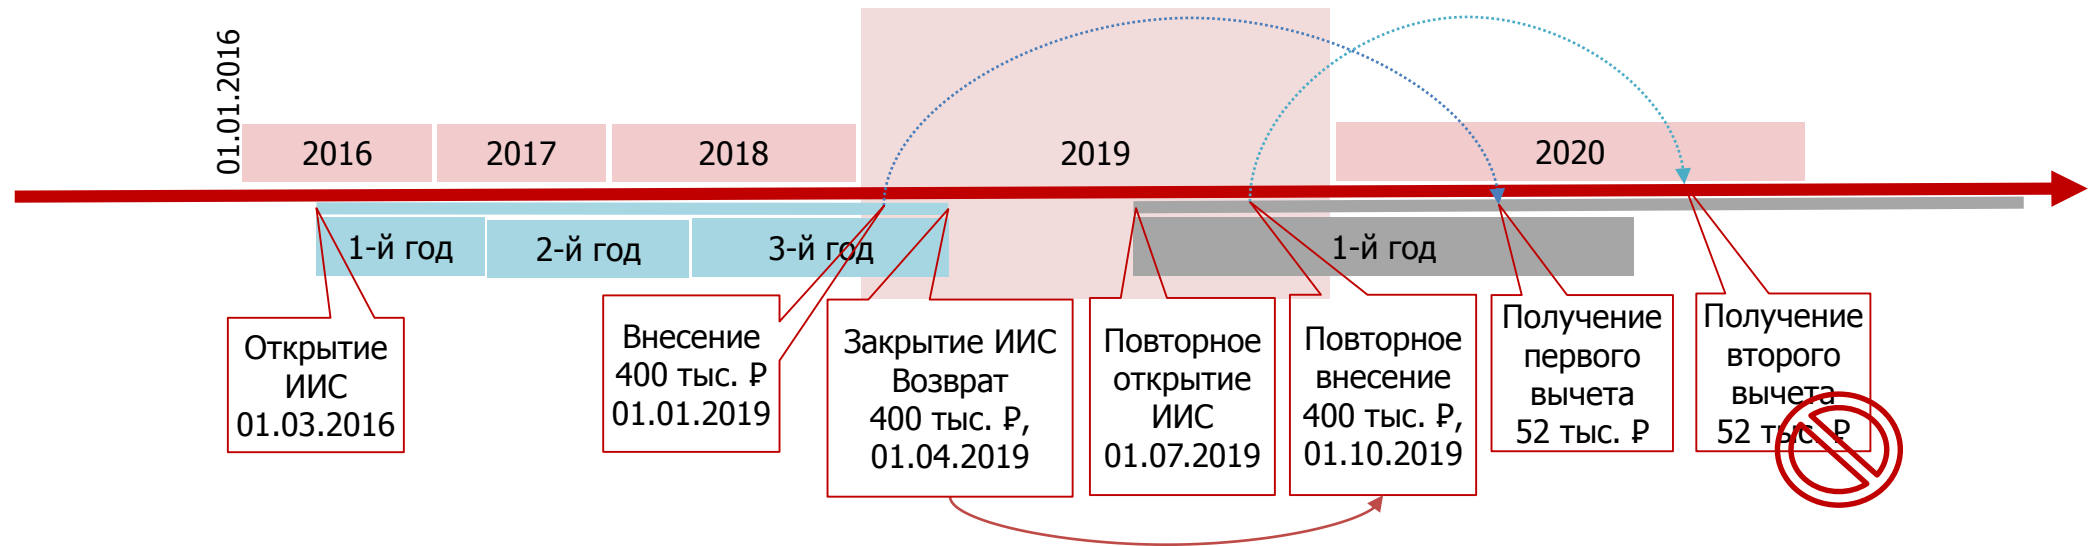 01.01.2016
2016
2017
2018
2019
2020
1-й год
2-й год
3-й год
1-й год
Открытие
ИИС
01.03.2016
Внесение
400 тыс. ₽
01.01.2019
Закрытие ИИС
Возврат
400 тыс. ₽,
01.04.2019
Повторное
открытие
ИИС
01.07.2019
Повторное
внесение
400 тыс. ₽,
01.10.2019
Получение
первого
вычета
52 тыс. ₽
Получение
второго
вычета
52 тыс. ₽